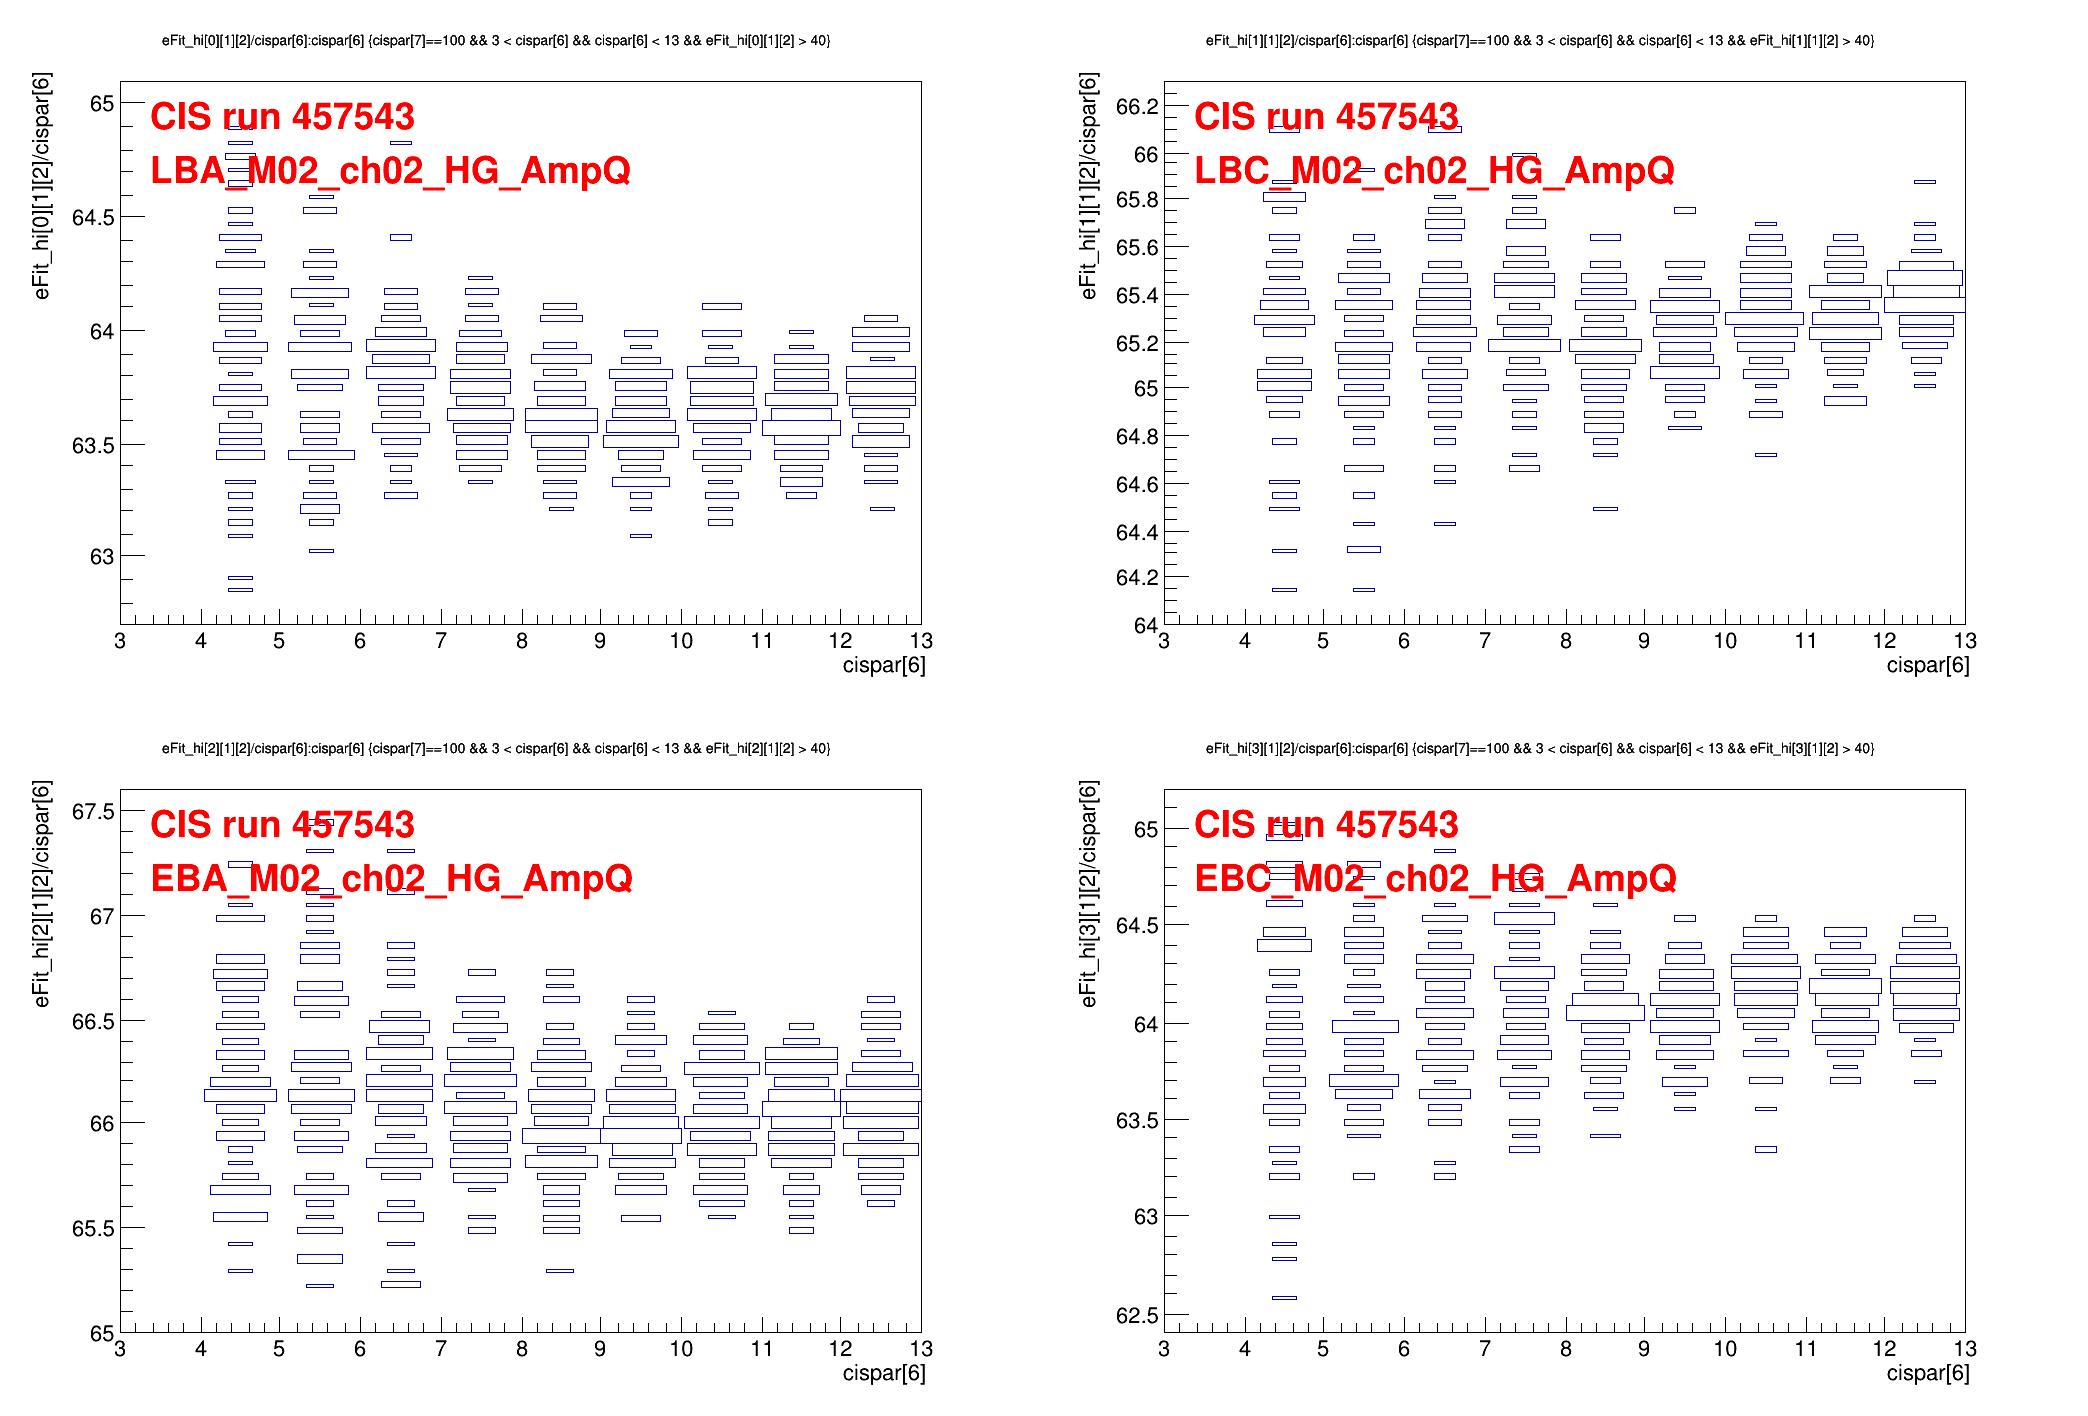 eFit_hi[0][1][2]/cispar[6]:cispar[6] {cispar[7]==100 && 3 < cispar[6] && cispar[6] < 13 && eFit_hi[0][1][2] > 40}
eFit_hi[0][1][2]/cispar[6]
CIS run 457543
LBA_M02_ch02_HG_AmpQ
65
64.5
64
63.5
63
3 4 5 6 7 8 9 10 11 12 13
cispar[6]
eFit_hi[1][1][2]/cispar[6]:cispar[6] {cispar[7]==100 && 3 < cispar[6] && cispar[6] < 13 && eFit_hi[1][1][2] > 40}
eFit_hi[1][1][2]/cispar[6]
CIS run 457543
LBC_M02_ch02_HG_AmpQ
66.2
66
65.8
65.6
65.4
65.2
65
64.8
64.6
64.4
64.2
64
3 4 5 6 7 8 9 10 11 12 13
cispar[6]
eFit_hi[2][1][2]/cispar[6]:cispar[6] {cispar[7]==100 && 3 < cispar[6] && cispar[6] < 13 && eFit_hi[2][1][2] > 40}
eFit_hi[2][1][2]/cispar[6]
CIS run 457543
EBA_M02_ch02_HG_AmpQ
67.5
67
66.5
66
65.5
65
3 4 5 6 7 8 9 10 11 12 13
cispar[6]
eFit_hi[3][1][2]/cispar[6]:cispar[6] {cispar[7]==100 && 3 < cispar[6] && cispar[6] < 13 && eFit_hi[3][1][2] > 40}
eFit_hi[3][1][2]/cispar[6]
CIS run 457543
EBC_M02_ch02_HG_AmpQ
65
64.5
64
63.5
63
62.5
3 4 5 6 7 8 9 10 11 12 13
cispar[6]